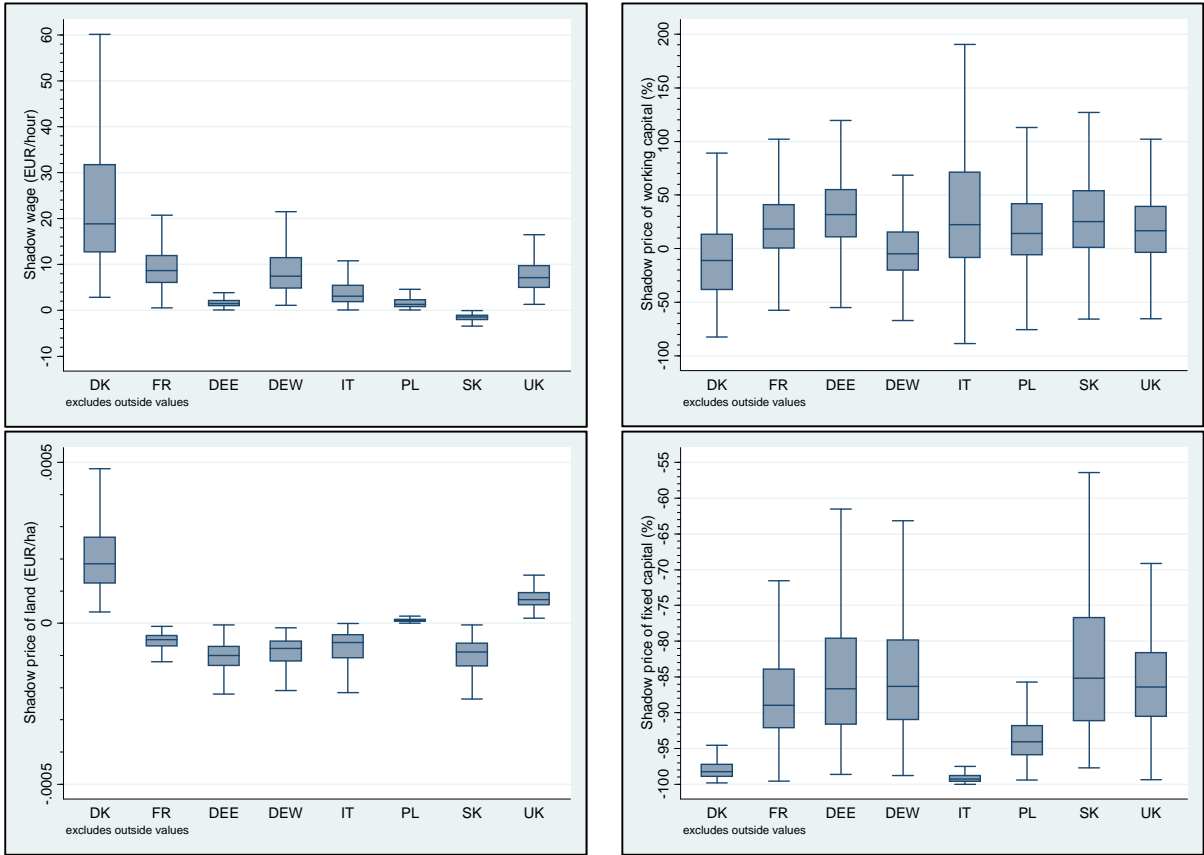 Shadow wage (EUR/hour)
60
50
40
30
20
10
0
-10
DK FR DEE DEW IT PL SK UK
excludes outside values
Shadow price of working capital (%)
200
150
100
50
0
-50
-100
DK FR DEE DEW IT PL SK UK
excludes outside values
Shadow price of land (EUR/ha)
.0005
0
-.0005
DK FR DEE DEW IT PL SK UK
excludes outside values
Shadow price of fixed capital (%)
-55
-60
-65
-70
-75
-80
-85
-90
-95
-100
DK FR DEE DEW IT PL SK UK
excludes outside values